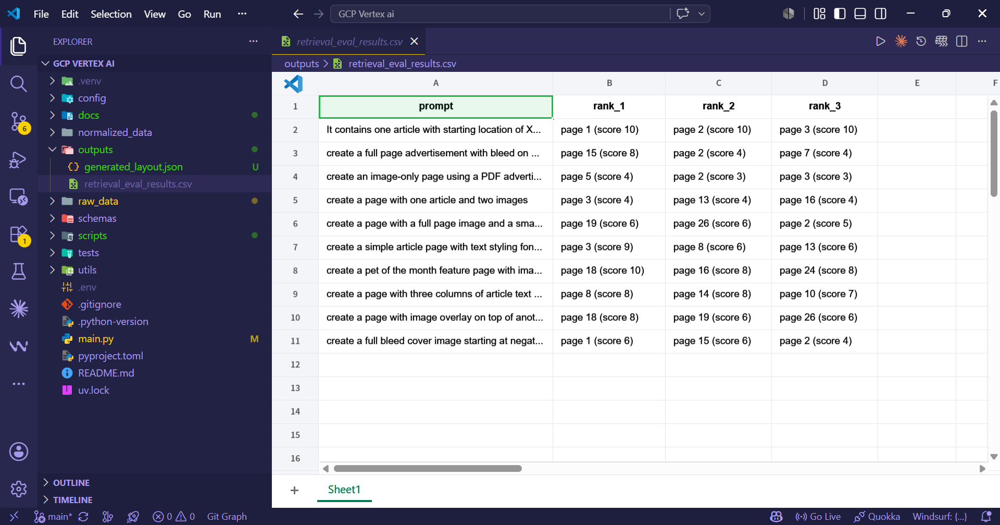 File Edit Selection View Go Run ···
GCP Vertex ai
EXPLORER
GCP VERTEX AI
.venv
config
docs
normalized_data
outputs
generated_layout.json U
retrieval_eval_results.csv
raw_data
schemas
scripts
tests
utils
.env
.gitignore
.python-version
main.py M
pyproject.toml
README.md
uv.lock
OUTLINE
TIMELINE
6
1
retrieval_eval_results.csv
outputs > retrieval_eval_results.csv
A B C D E F
1 prompt rank_1 rank_2 rank_3
2 It contains one article with starting location of X... page 1 (score 10) page 2 (score 10) page 3 (score 10)
3 create a full page advertisement with bleed on ... page 15 (score 8) page 2 (score 4) page 7 (score 4)
4 create an image-only page using a PDF adverti... page 5 (score 4) page 2 (score 3) page 3 (score 3)
5 create a page with one article and two images page 3 (score 4) page 13 (score 4) page 16 (score 4)
6 create a page with a full page image and a sma... page 19 (score 6) page 26 (score 6) page 2 (score 5)
7 create a simple article page with text styling fon... page 3 (score 9) page 8 (score 6) page 13 (score 6)
8 create a pet of the month feature page with ima... page 18 (score 10) page 16 (score 8) page 24 (score 8)
9 create a page with three columns of article text ... page 8 (score 8) page 14 (score 8) page 10 (score 7)
10 create a page with image overlay on top of anot... page 18 (score 8) page 19 (score 6) page 26 (score 6)
11 create a full bleed cover image starting at negat... page 1 (score 6) page 15 (score 6) page 2 (score 4)
12
13
14
15
16
+ Sheet1
main* 0 0 Git Graph Go Live Quokka Windsurf: {...}